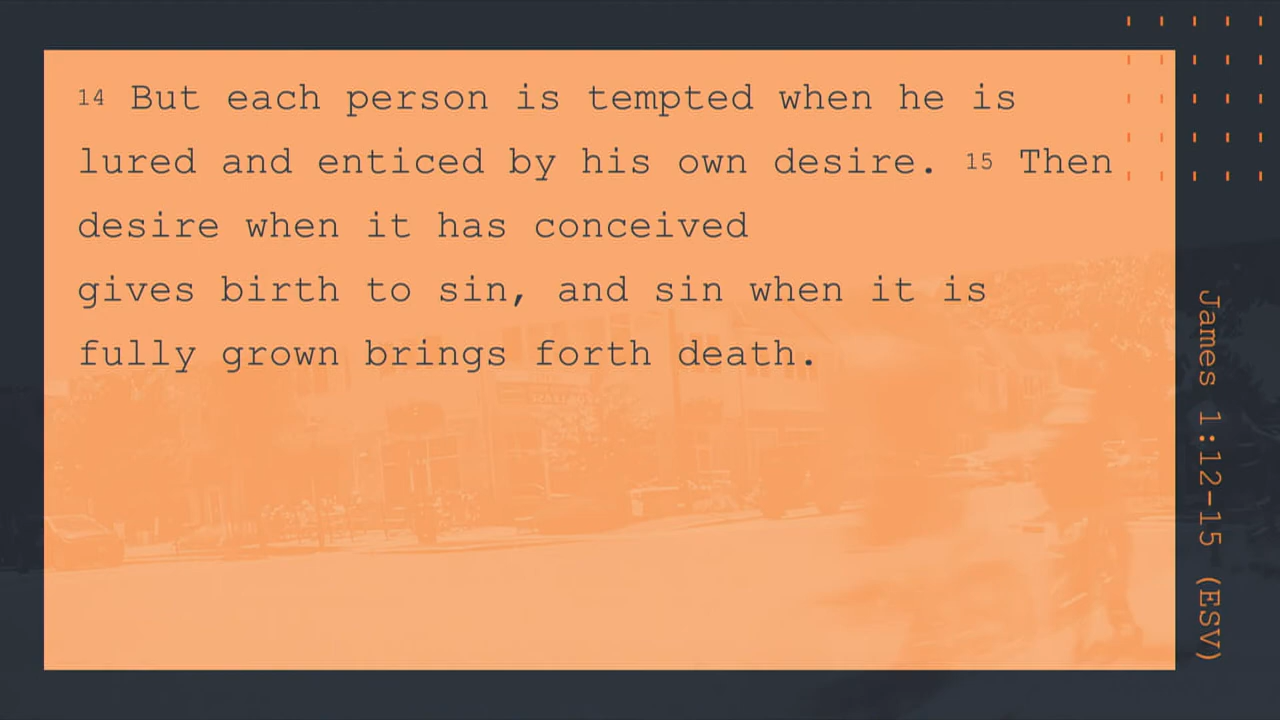 14 But each person is tempted when he is
lured and enticed by his own desire. 15 Then
desire when it has conceived
gives birth to sin, and sin when it is
fully grown brings forth death.
James 1:12-15 (ESV)